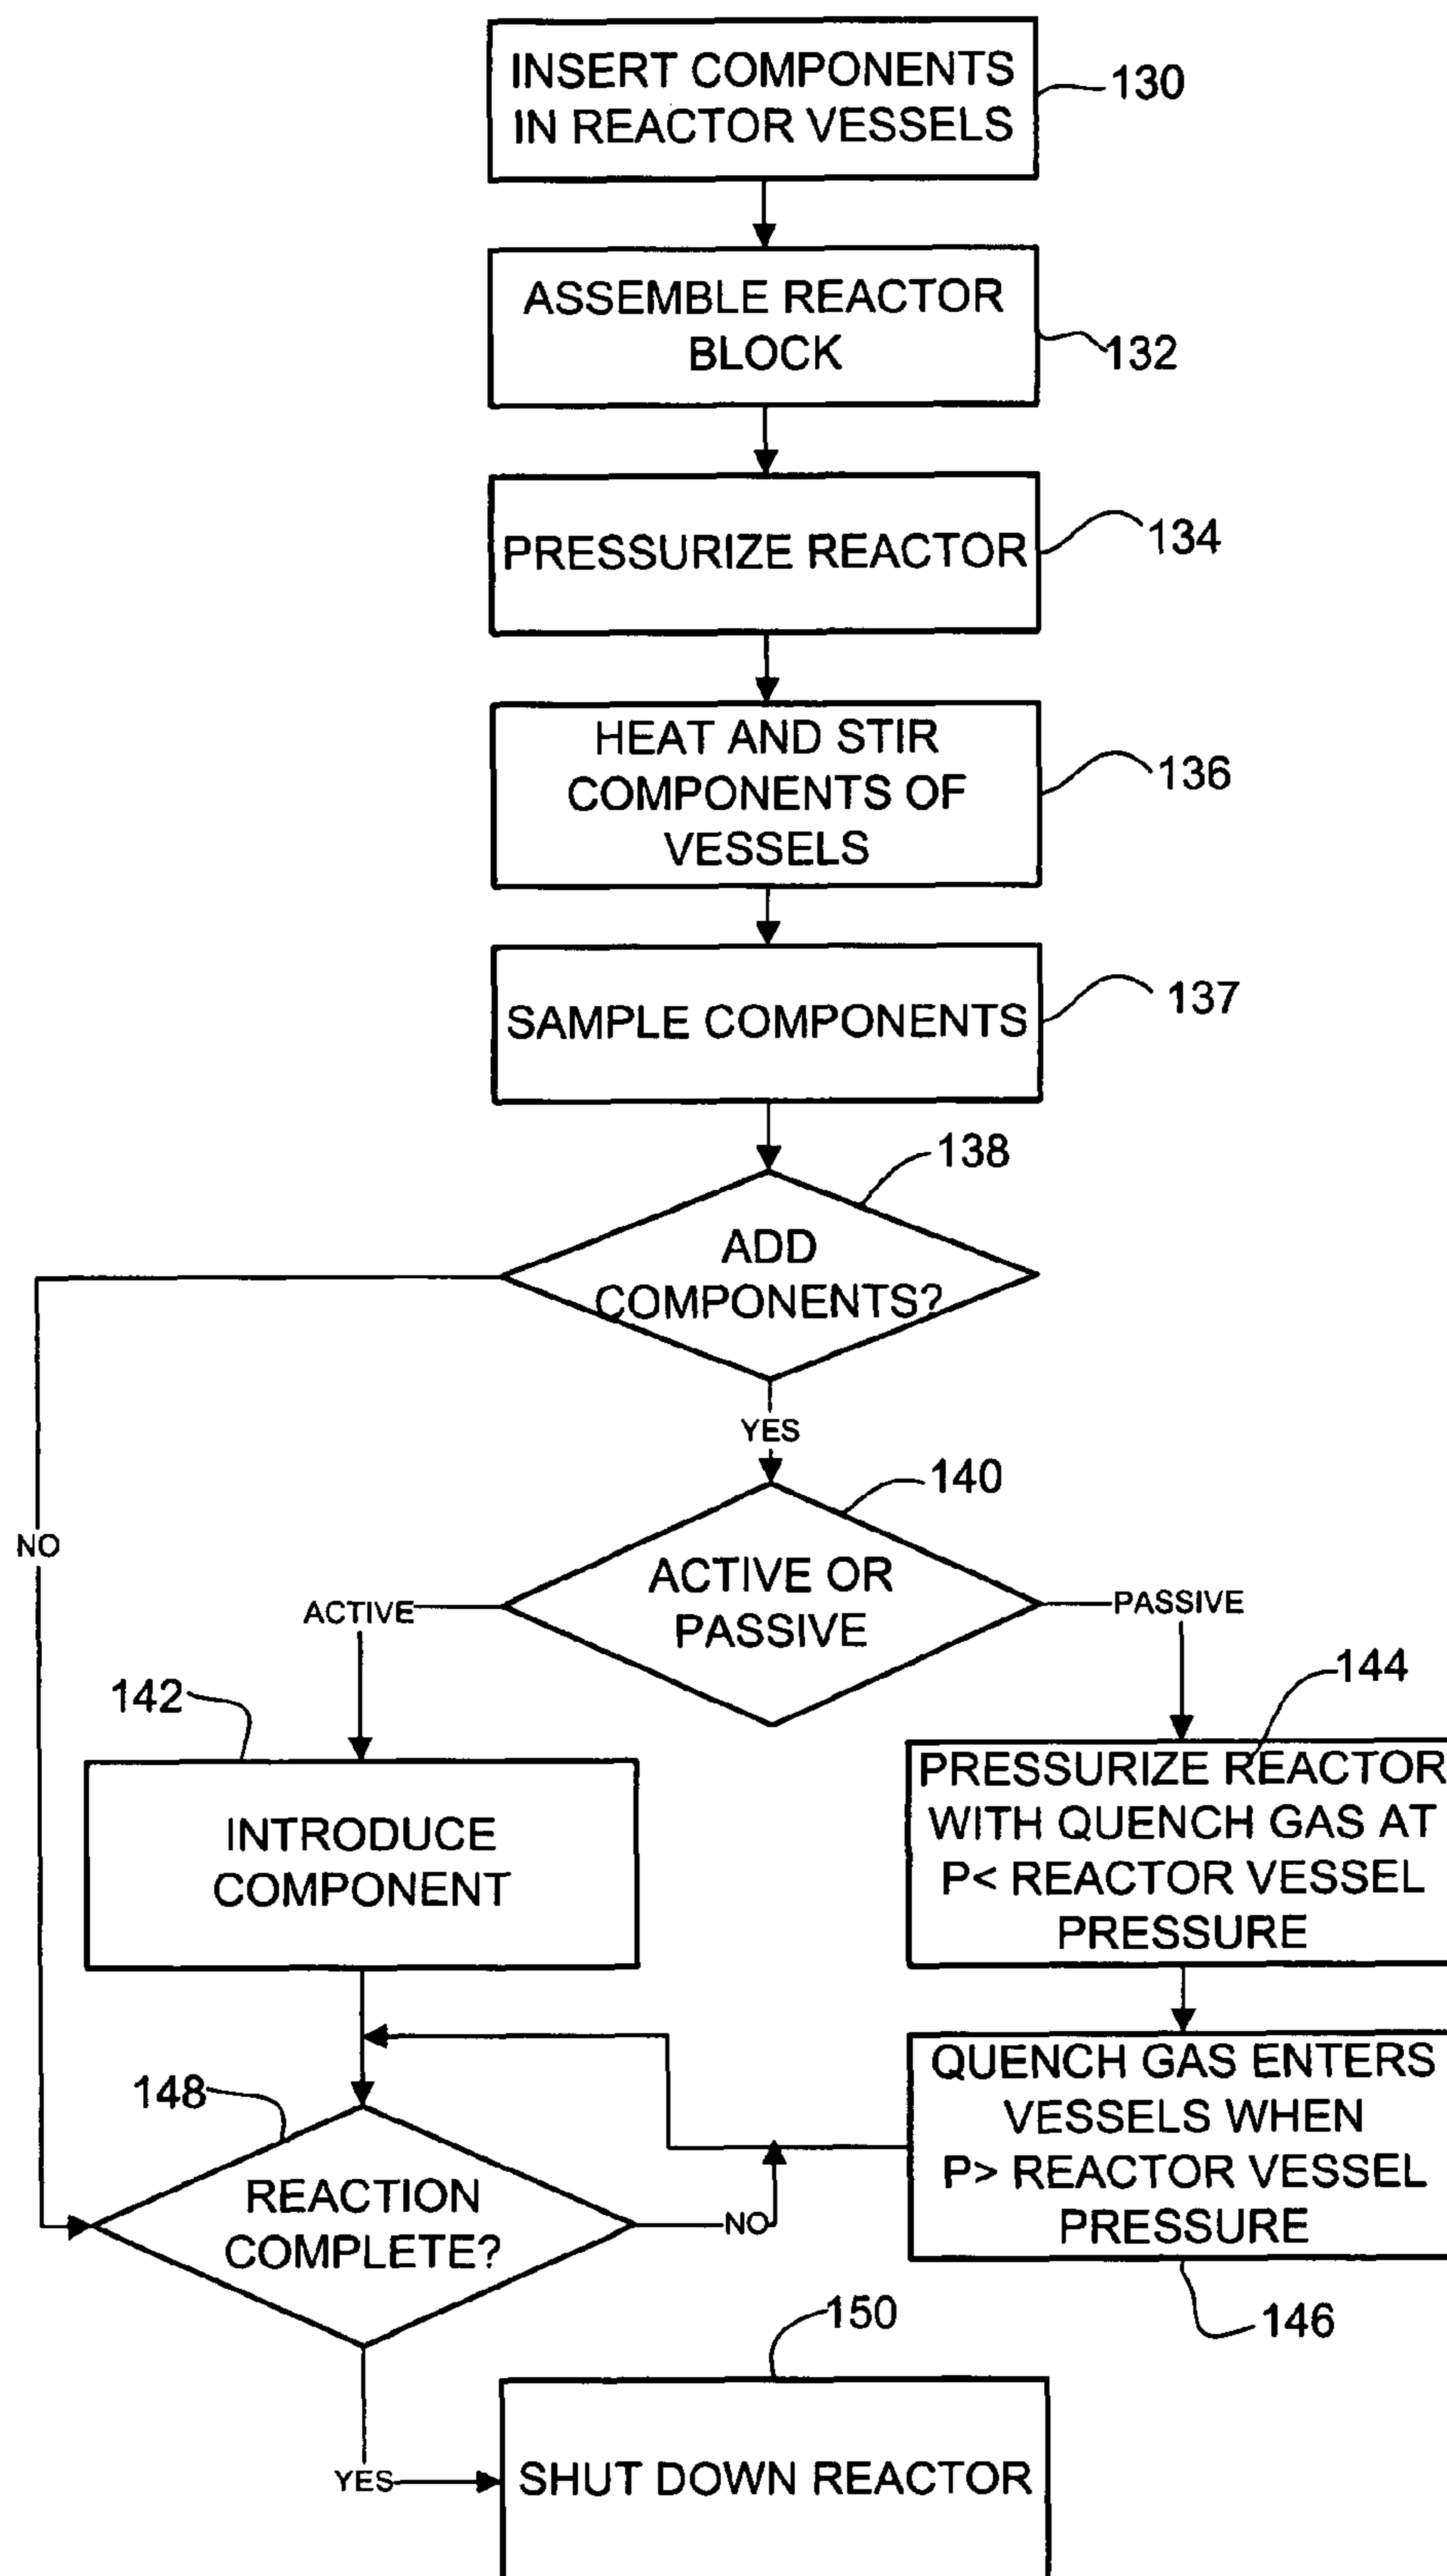 INSERT COMPONENTS
IN REACTOR VESSELS
130
ASSEMBLE REACTOR
BLOCK
132
PRESSURIZE REACTOR
134
HEAT AND STIR
COMPONENTS OF
VESSELS
136
SAMPLE COMPONENTS
137
138
ADD
COMPONENTS?
YES
NO
140
ACTIVE OR
PASSIVE
ACTIVE
PASSIVE
142
INTRODUCE
COMPONENT
144
PRESSURIZE REACTOR
WITH QUENCH GAS AT
P< REACTOR VESSEL
PRESSURE
QUENCH GAS ENTERS
VESSELS WHEN
P> REACTOR VESSEL
PRESSURE
146
148
REACTION
COMPLETE?
NO
YES
150
SHUT DOWN REACTOR